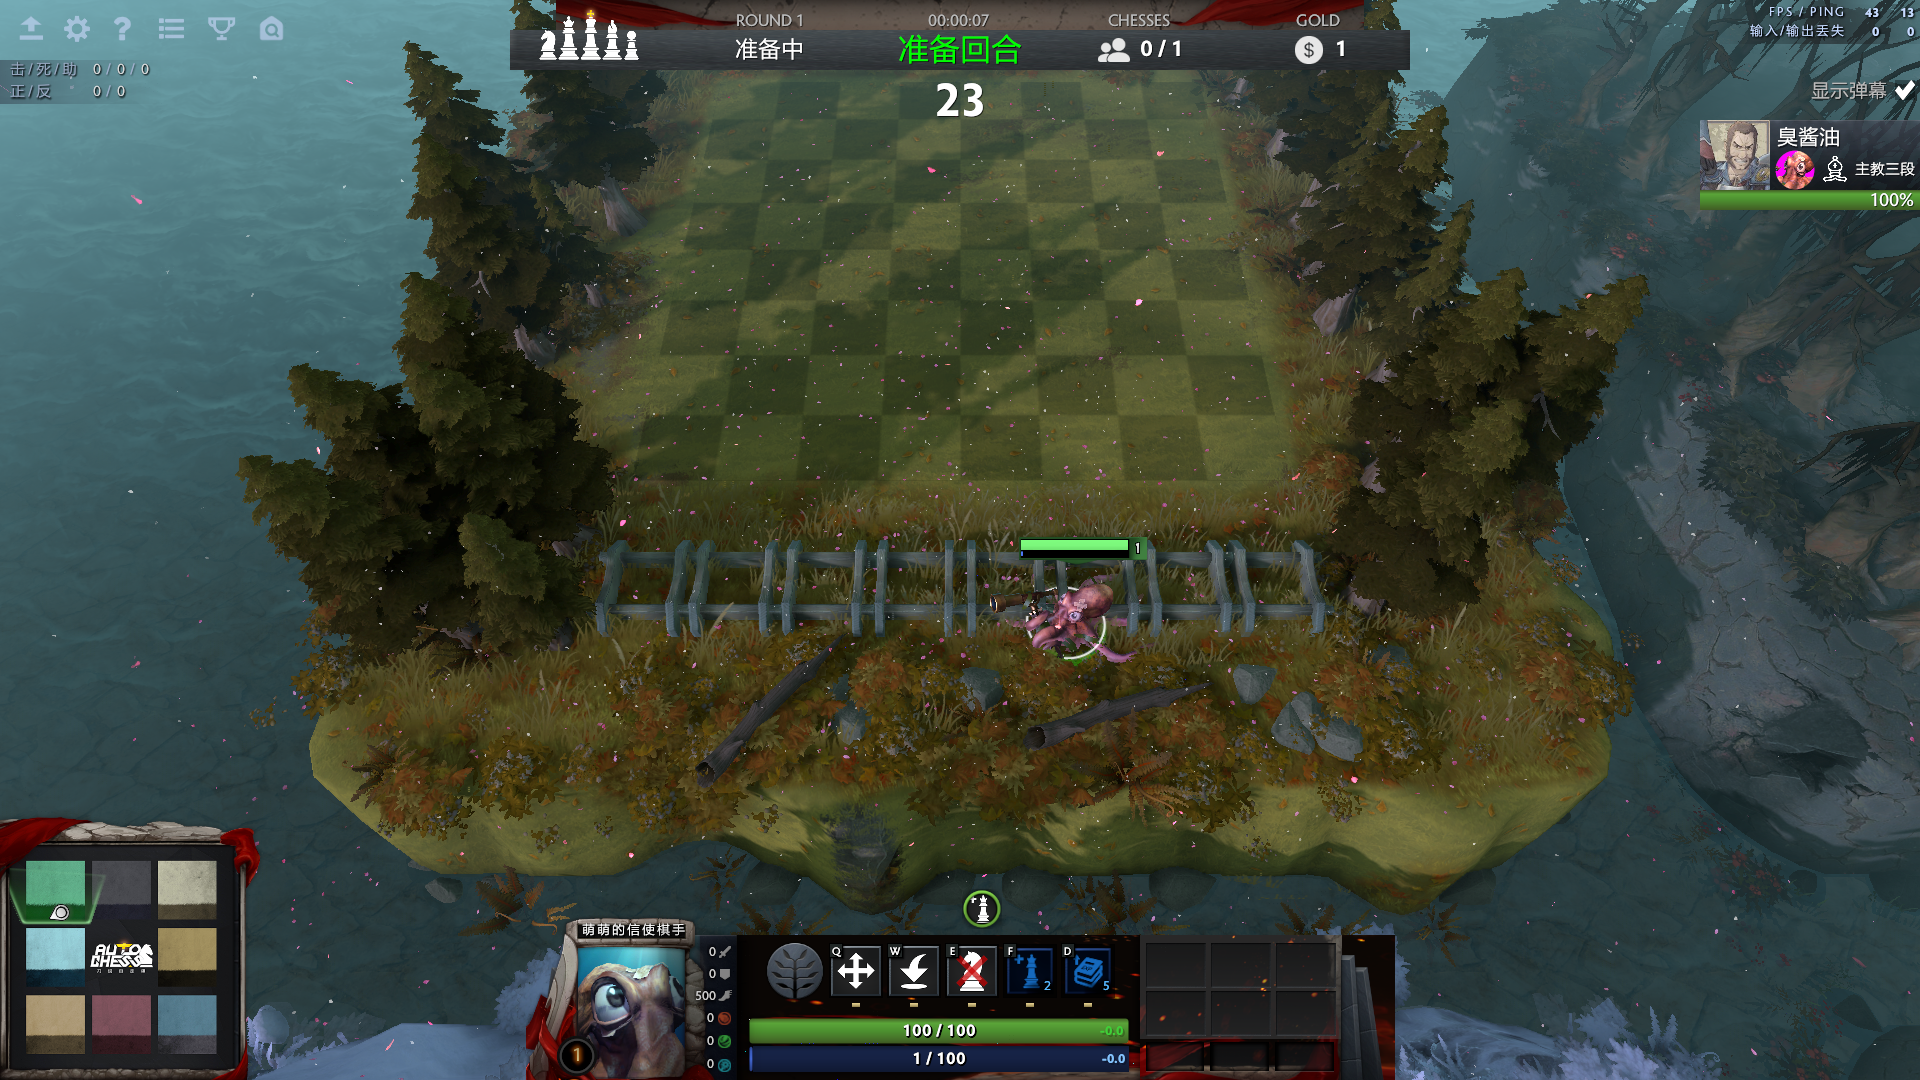 ROUND 1
准备中
00:00:07
准备回合
23
CHESSES
0 / 1
GOLD
$ 1
FPS / PING 43 13
输入/输出丢失 0 0
击/死/助 0 / 0 / 0
正/反 0 / 0
显示弹幕
臭酱油
主教三段
100%
1
AUTO CHESS
萌萌的信使棋手
0
0
500
0
0
0
1
Q
W
E
F
2
D
5
100 / 100
-0.0
1 / 100
-0.0